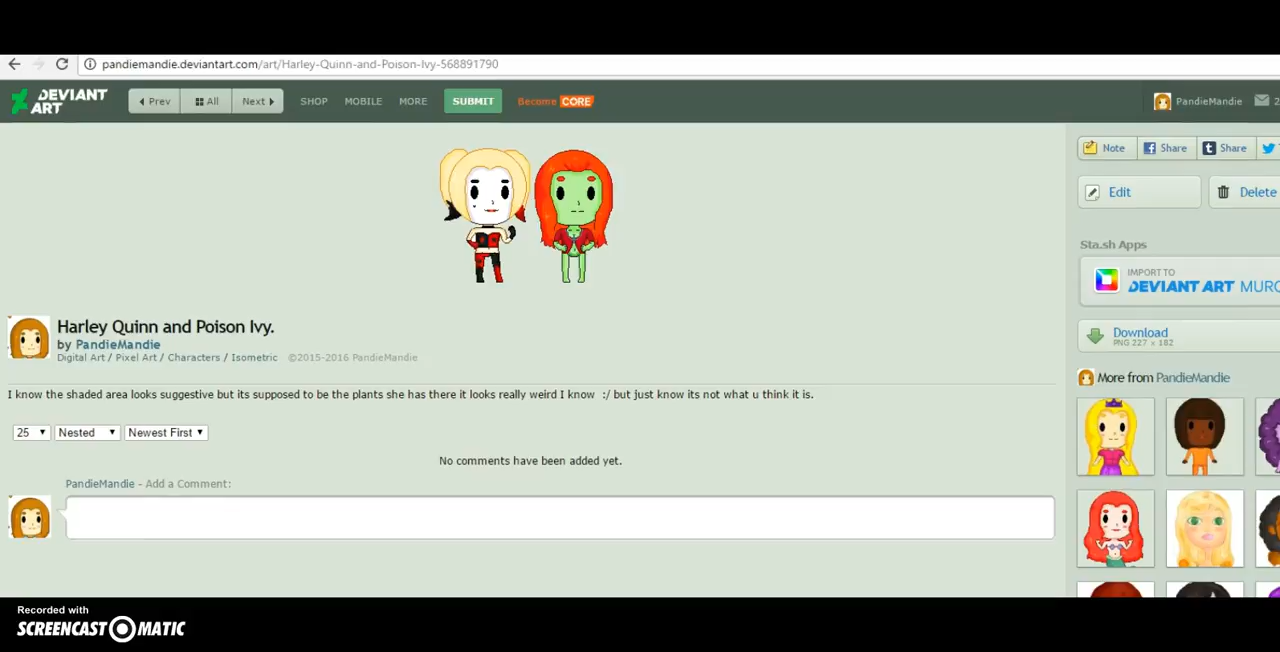 pandiemandie.deviantart.com/art/Harley-Quinn-and-Poison-Ivy-568891790
DEVIANT
ART
Prev
All
Next
SHOP
MOBILE
MORE
SUBMIT
Become CORE
PandieMandie
2
Note
Share
Share
Edit
Delete
Sta.sh Apps
IMPORT TO
DEVIANT ART MURO
Download
PNG 227 × 182
More from PandieMandie
Harley Quinn and Poison Ivy.
by PandieMandie
Digital Art / Pixel Art / Characters / Isometric ©2015-2016 PandieMandie
I know the shaded area looks suggestive but its supposed to be the plants she has there it looks really weird I know :/ but just know its not what u think it is.
25
Nested
Newest First
No comments have been added yet.
PandieMandie - Add a Comment:
Recorded with
SCREENCAST-O-MATIC